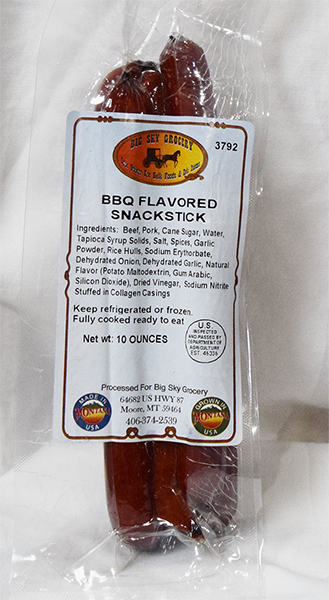 BIG SKY GROCERY
3792
BBQ FLAVORED
SNACKSTICK
Ingredients: Beef, Pork, Cane Sugar, Water,
Tapioca Syrup Solids, Salt, Spices, Garlic
Powder, Rice Hulls, Sodium Erythorbate,
Dehydrated Onion, Dehydrated Garlic, Natural
Flavor (Potato Maltodextrin, Gum Arabic,
Silicon Dioxide), Dried Vinegar, Sodium Nitrite
Stuffed in Collagen Casings
Keep refrigerated or frozen.
Fully cooked ready to eat
Net wt: 10 OUNCES
U.S.
INSPECTED
AND PASSED BY
DEPARTMENT OF
AGRICULTURE
EST. 46336
Processed For Big Sky Grocery
64682 US HWY 87
Moore, MT 59464
406-374-2539
MADE IN
MONTANA
USA
GROWN IN
MONTANA
USA